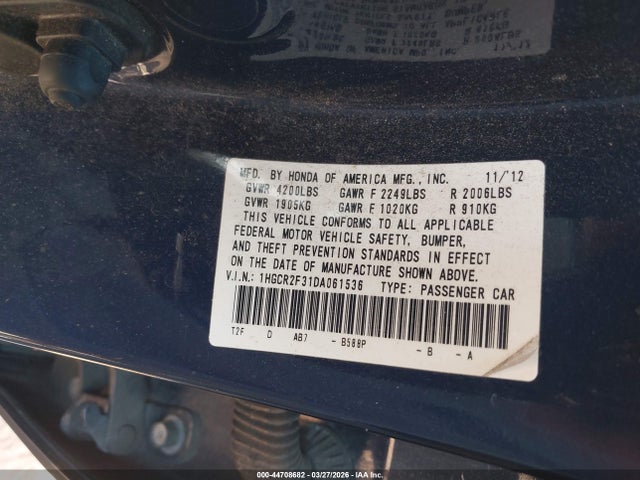 MFD. BY HONDA OF AMERICA MFG., INC. 11/'12
GVWR 4200LBS GAWR F 2249LBS R 2006LBS
GVWR 1905KG GAWR F 1020KG R 910KG
THIS VEHICLE CONFORMS TO ALL APPLICABLE
FEDERAL MOTOR VEHICLE SAFETY, BUMPER,
AND THEFT PREVENTION STANDARDS IN EFFECT
ON THE DATE OF MANUFACTURE SHOWN ABOVE.
V.I.N.: 1HGCR2F31DA061536 TYPE: PASSENGER CAR
T2F D AB7 - B588P - B - A
000-44708682 - 03/27/2026 - IAA Inc.